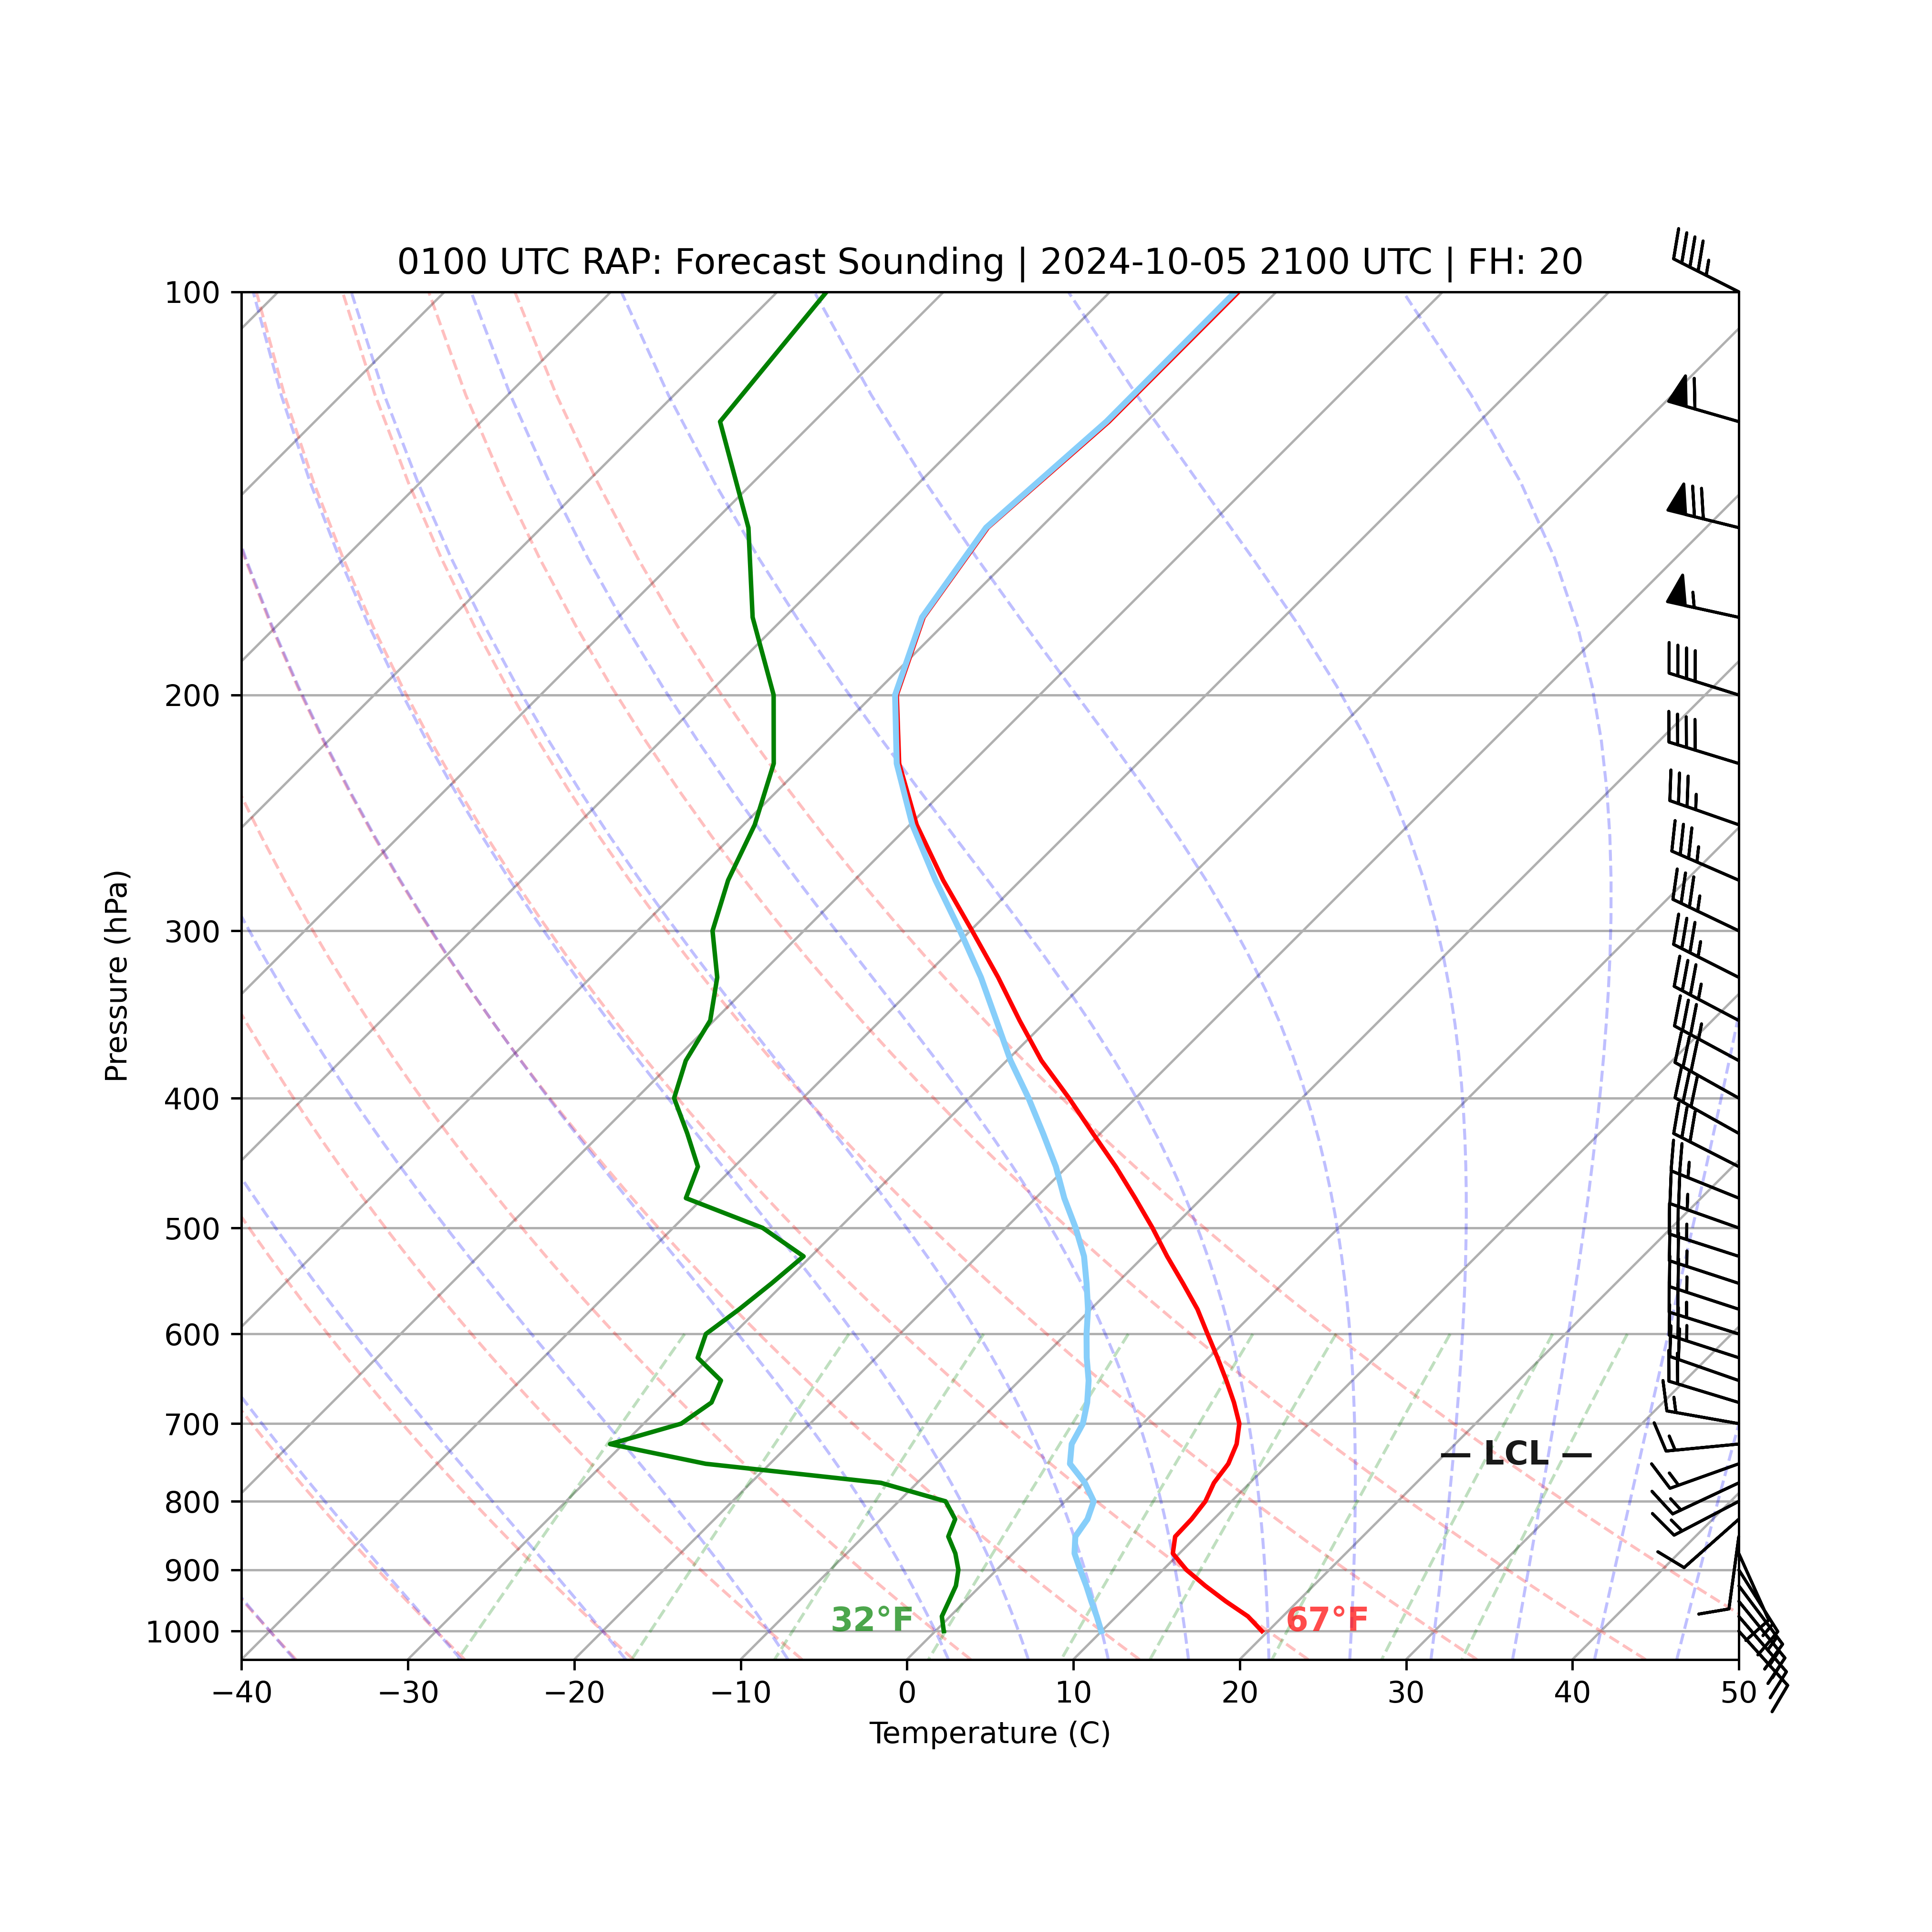 0100 UTC RAP: Forecast Sounding | 2024-10-05 2100 UTC | FH: 20
100
200
300
400
500
600
700
800
900
1000
Pressure (hPa)
— LCL —
32°F
67°F
−40 −30 −20 −10 0 10 20 30 40 50
Temperature (C)